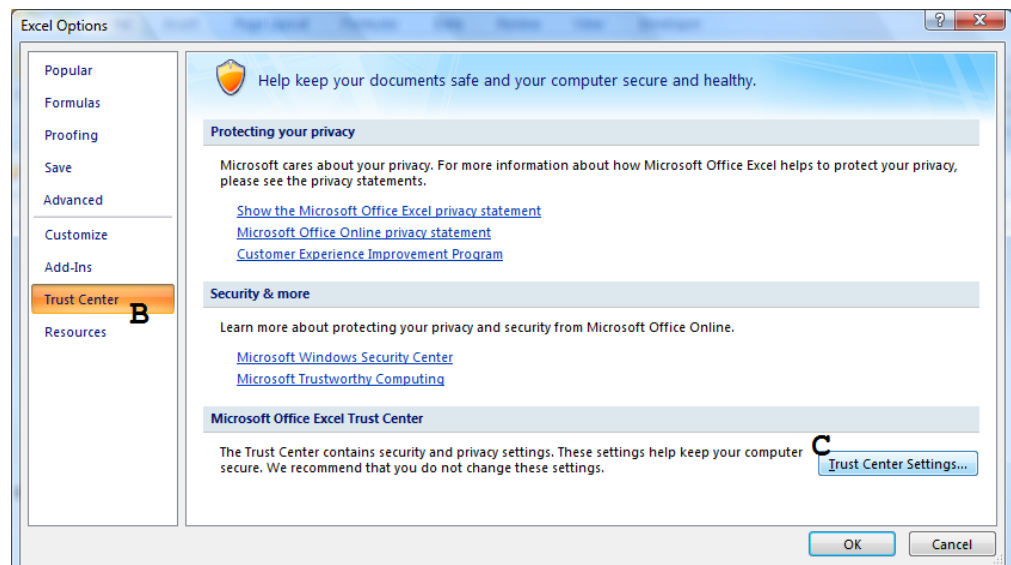 Excel Options
Popular
Formulas
Proofing
Save
Advanced
Customize
Add-Ins
Trust Center
B
Resources
Help keep your documents safe and your computer secure and healthy.
Protecting your privacy
Microsoft cares about your privacy. For more information about how Microsoft Office Excel helps to protect your privacy,
please see the privacy statements.
Show the Microsoft Office Excel privacy statement
Microsoft Office Online privacy statement
Customer Experience Improvement Program
Security & more
Learn more about protecting your privacy and security from Microsoft Office Online.
Microsoft Windows Security Center
Microsoft Trustworthy Computing
Microsoft Office Excel Trust Center
The Trust Center contains security and privacy settings. These settings help keep your computer
secure. We recommend that you do not change these settings.
C
Trust Center Settings...
OK
Cancel